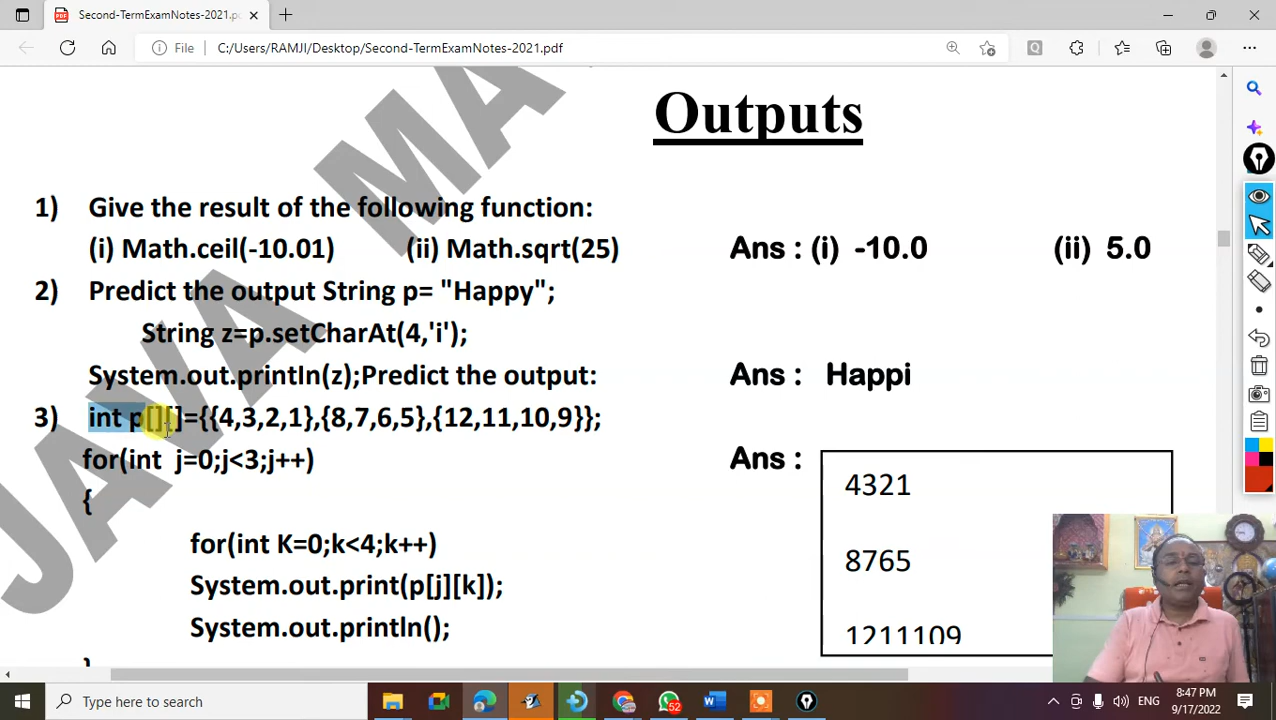 Second-TermExamNotes-2021.p
File
C:/Users/RAMJI/Desktop/Second-TermExamNotes-2021.pdf
JAVA MA
Outputs
1) Give the result of the following function:
(i) Math.ceil(-10.01) (ii) Math.sqrt(25) Ans : (i) -10.0 (ii) 5.0
2) Predict the output String p= "Happy";
String z=p.setCharAt(4,'i');
System.out.println(z);Predict the output: Ans : Happi
3) int p[][]={{4,3,2,1},{8,7,6,5},{12,11,10,9}};
for(int j=0;j<3;j++) Ans :
{
for(int K=0;k<4;k++)
System.out.print(p[j][k]);
System.out.println();
}
4321
8765
1211109
Type here to search
52
ENG
8:47 PM
9/17/2022